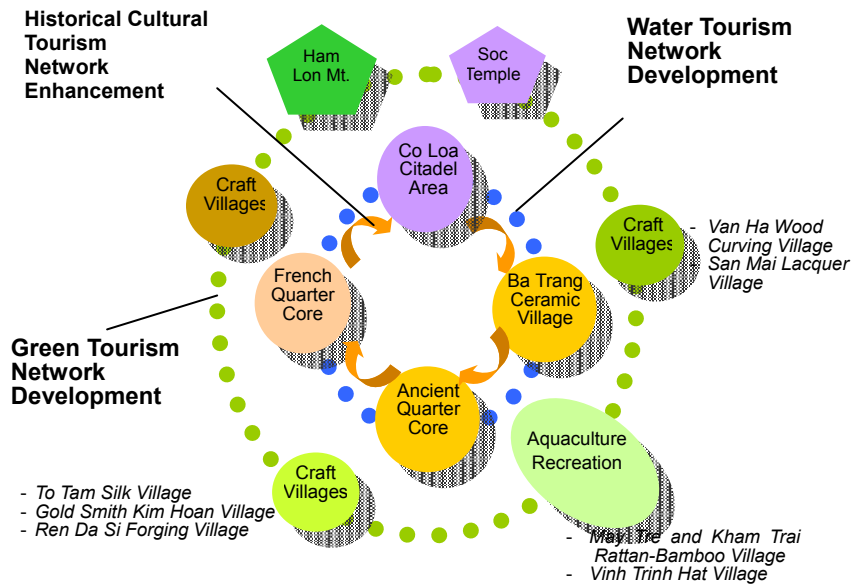 Historical Cultural
Tourism
Network
Enhancement
Ham
Lon Mt.
Soc
Temple
Water Tourism
Network
Development
Co Loa
Citadel
Area
Craft
Villages
Craft
Villages
- Van Ha Wood
Curving Village
- San Mai Lacquer
Village
French
Quarter
Core
Ba Trang
Ceramic
Village
Green Tourism
Network
Development
Ancient
Quarter
Core
Aquaculture
Recreation
Craft
Villages
- To Tam Silk Village
- Gold Smith Kim Hoan Village
- Ren Da Si Forging Village
- May Tre and Kham Trai
Rattan-Bamboo Village
- Vinh Trinh Hat Village